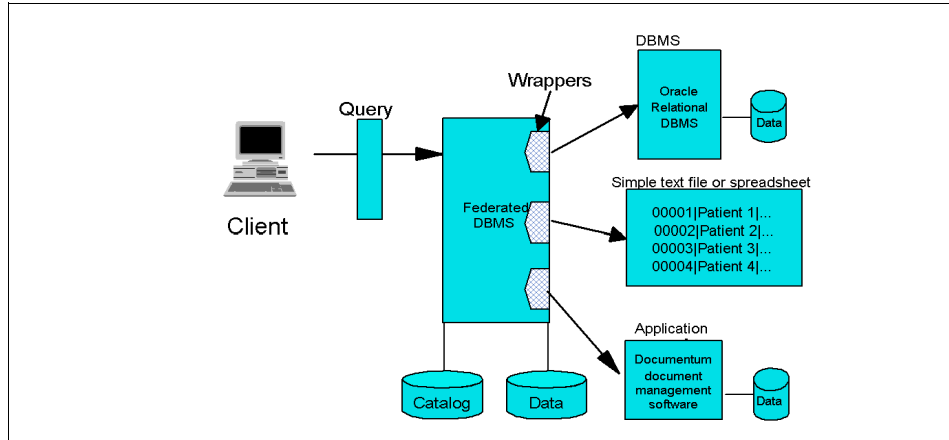 DBMS
Wrappers
Oracle
Relational
DBMS
Data
Query
Client
Federated
DBMS
Simple text file or spreadsheet
00001|Patient 1|...
00002|Patient 2|...
00003|Patient 3|...
00004|Patient 4|...
Application
Documentum
document
management
software
Data
Catalog
Data